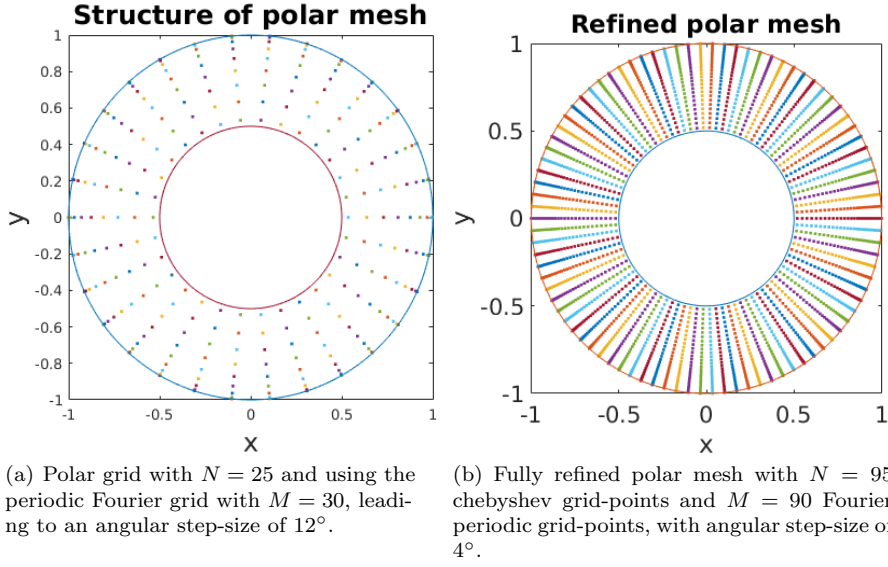 Structure of polar mesh
1
0.8
0.6
0.4
0.2
0
-0.2
-0.4
-0.6
-0.8
-1
y
-1
-0.5
0
0.5
1
x
Refined polar mesh
1
0.5
0
-0.5
-1
y
-1
-0.5
0
0.5
1
x
(a) Polar grid with N = 25 and using the
periodic Fourier grid with M = 30, leadi-
ng to an angular step-size of 12°.
(b) Fully refined polar mesh with N = 95
chebyshev grid-points and M = 90 Fourier
periodic grid-points, with angular step-size of
4°.